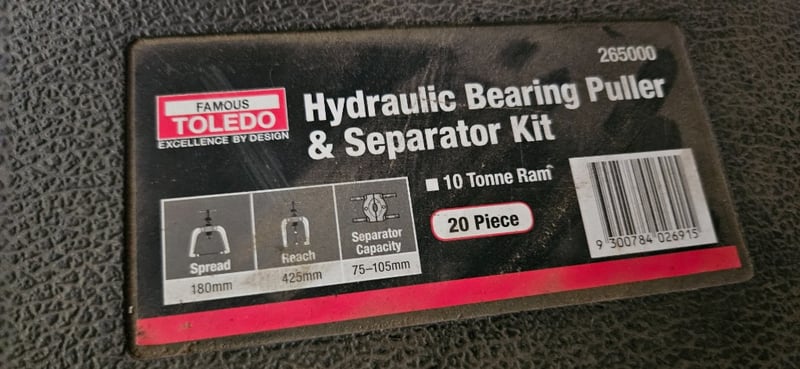 265000
FAMOUS
TOLEDO
EXCELLENCE BY DESIGN
Hydraulic Bearing Puller
& Separator Kit
10 Tonne Ram
20 Piece
Spread
180mm
Reach
425mm
Separator
Capacity
75–105mm
9 300784 026915